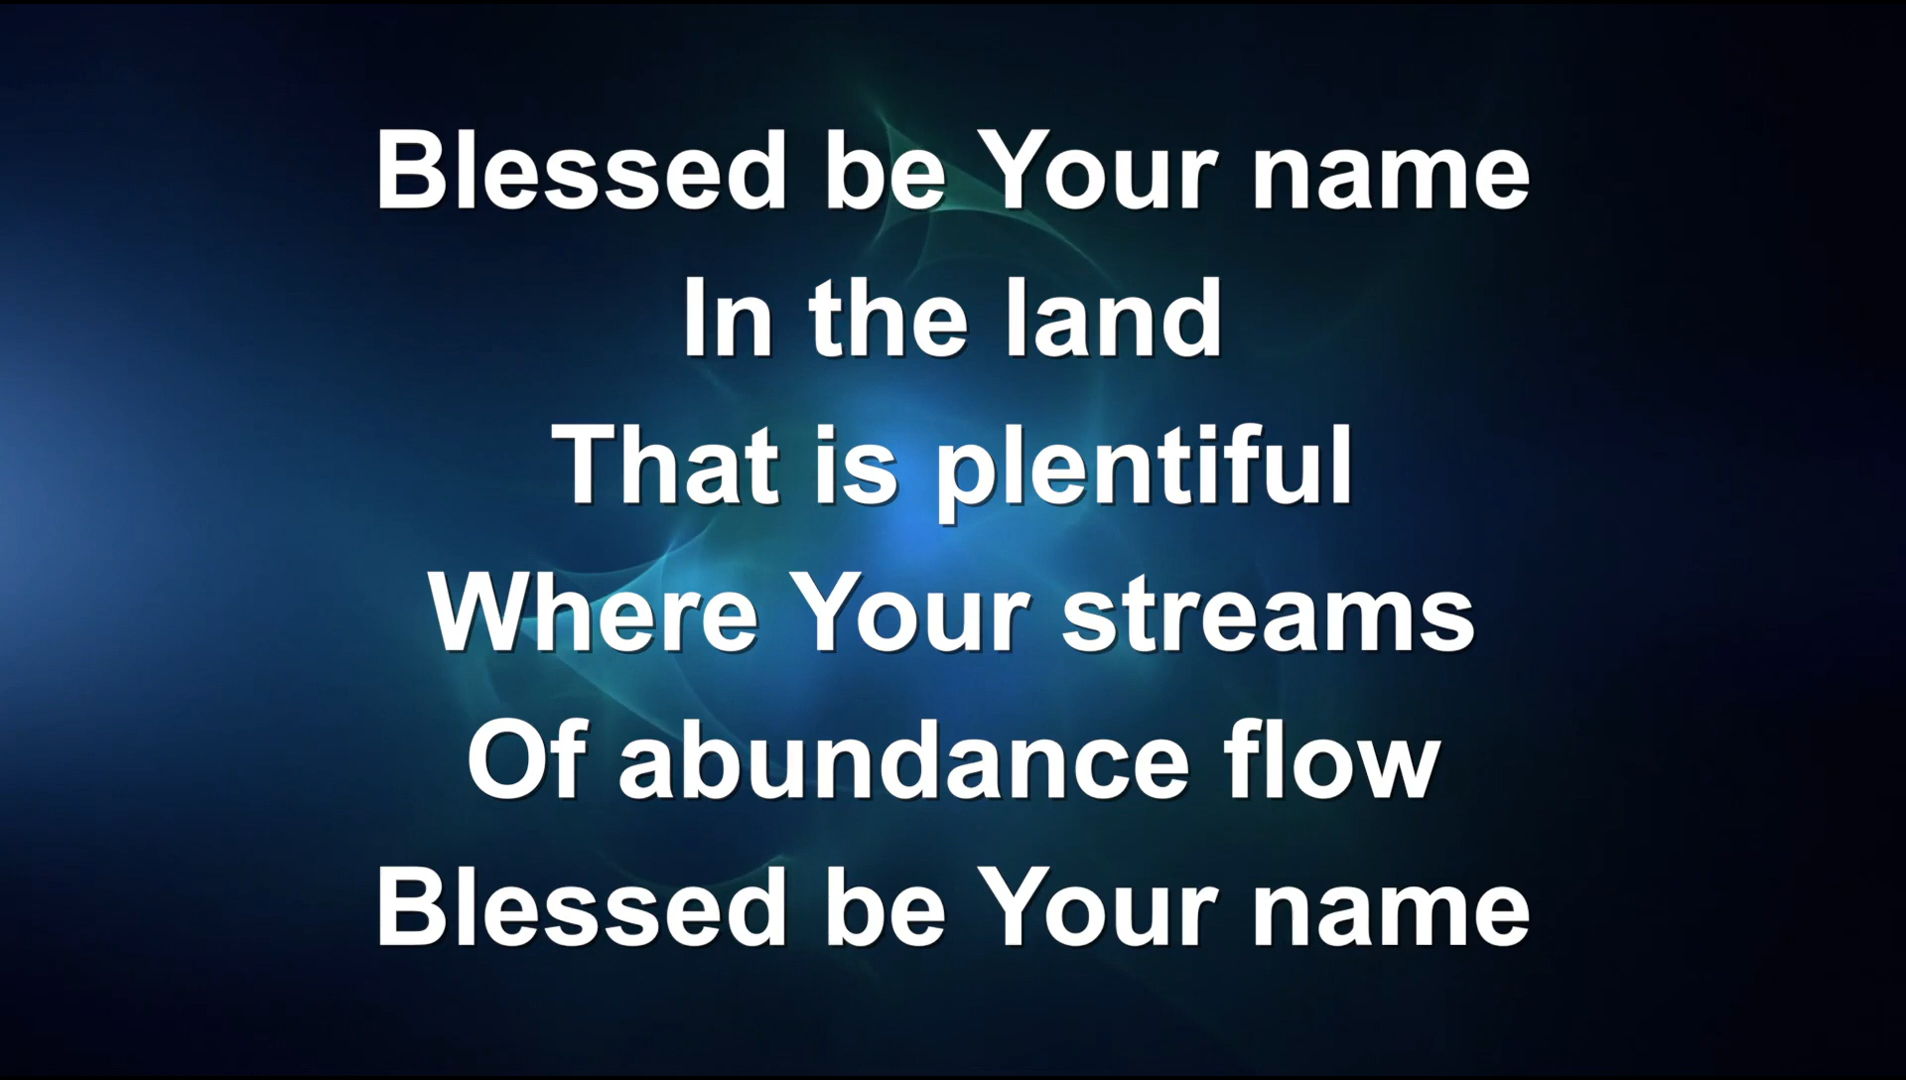 Blessed be Your name
In the land
That is plentiful
Where Your streams
Of abundance flow
Blessed be Your name